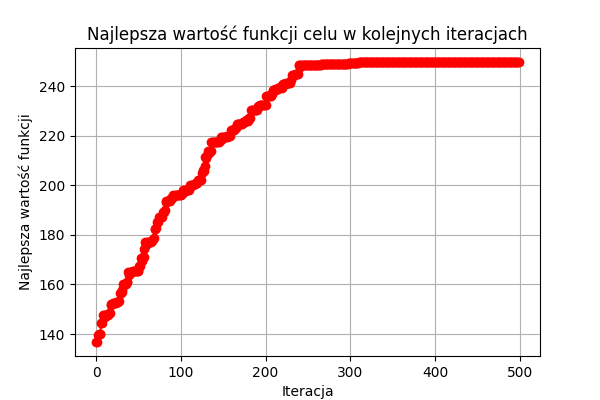 Najlepsza wartość funkcji celu w kolejnych iteracjach
Najlepsza wartość funkcji
240
220
200
180
160
140
0 100 200 300 400 500
Iteracja